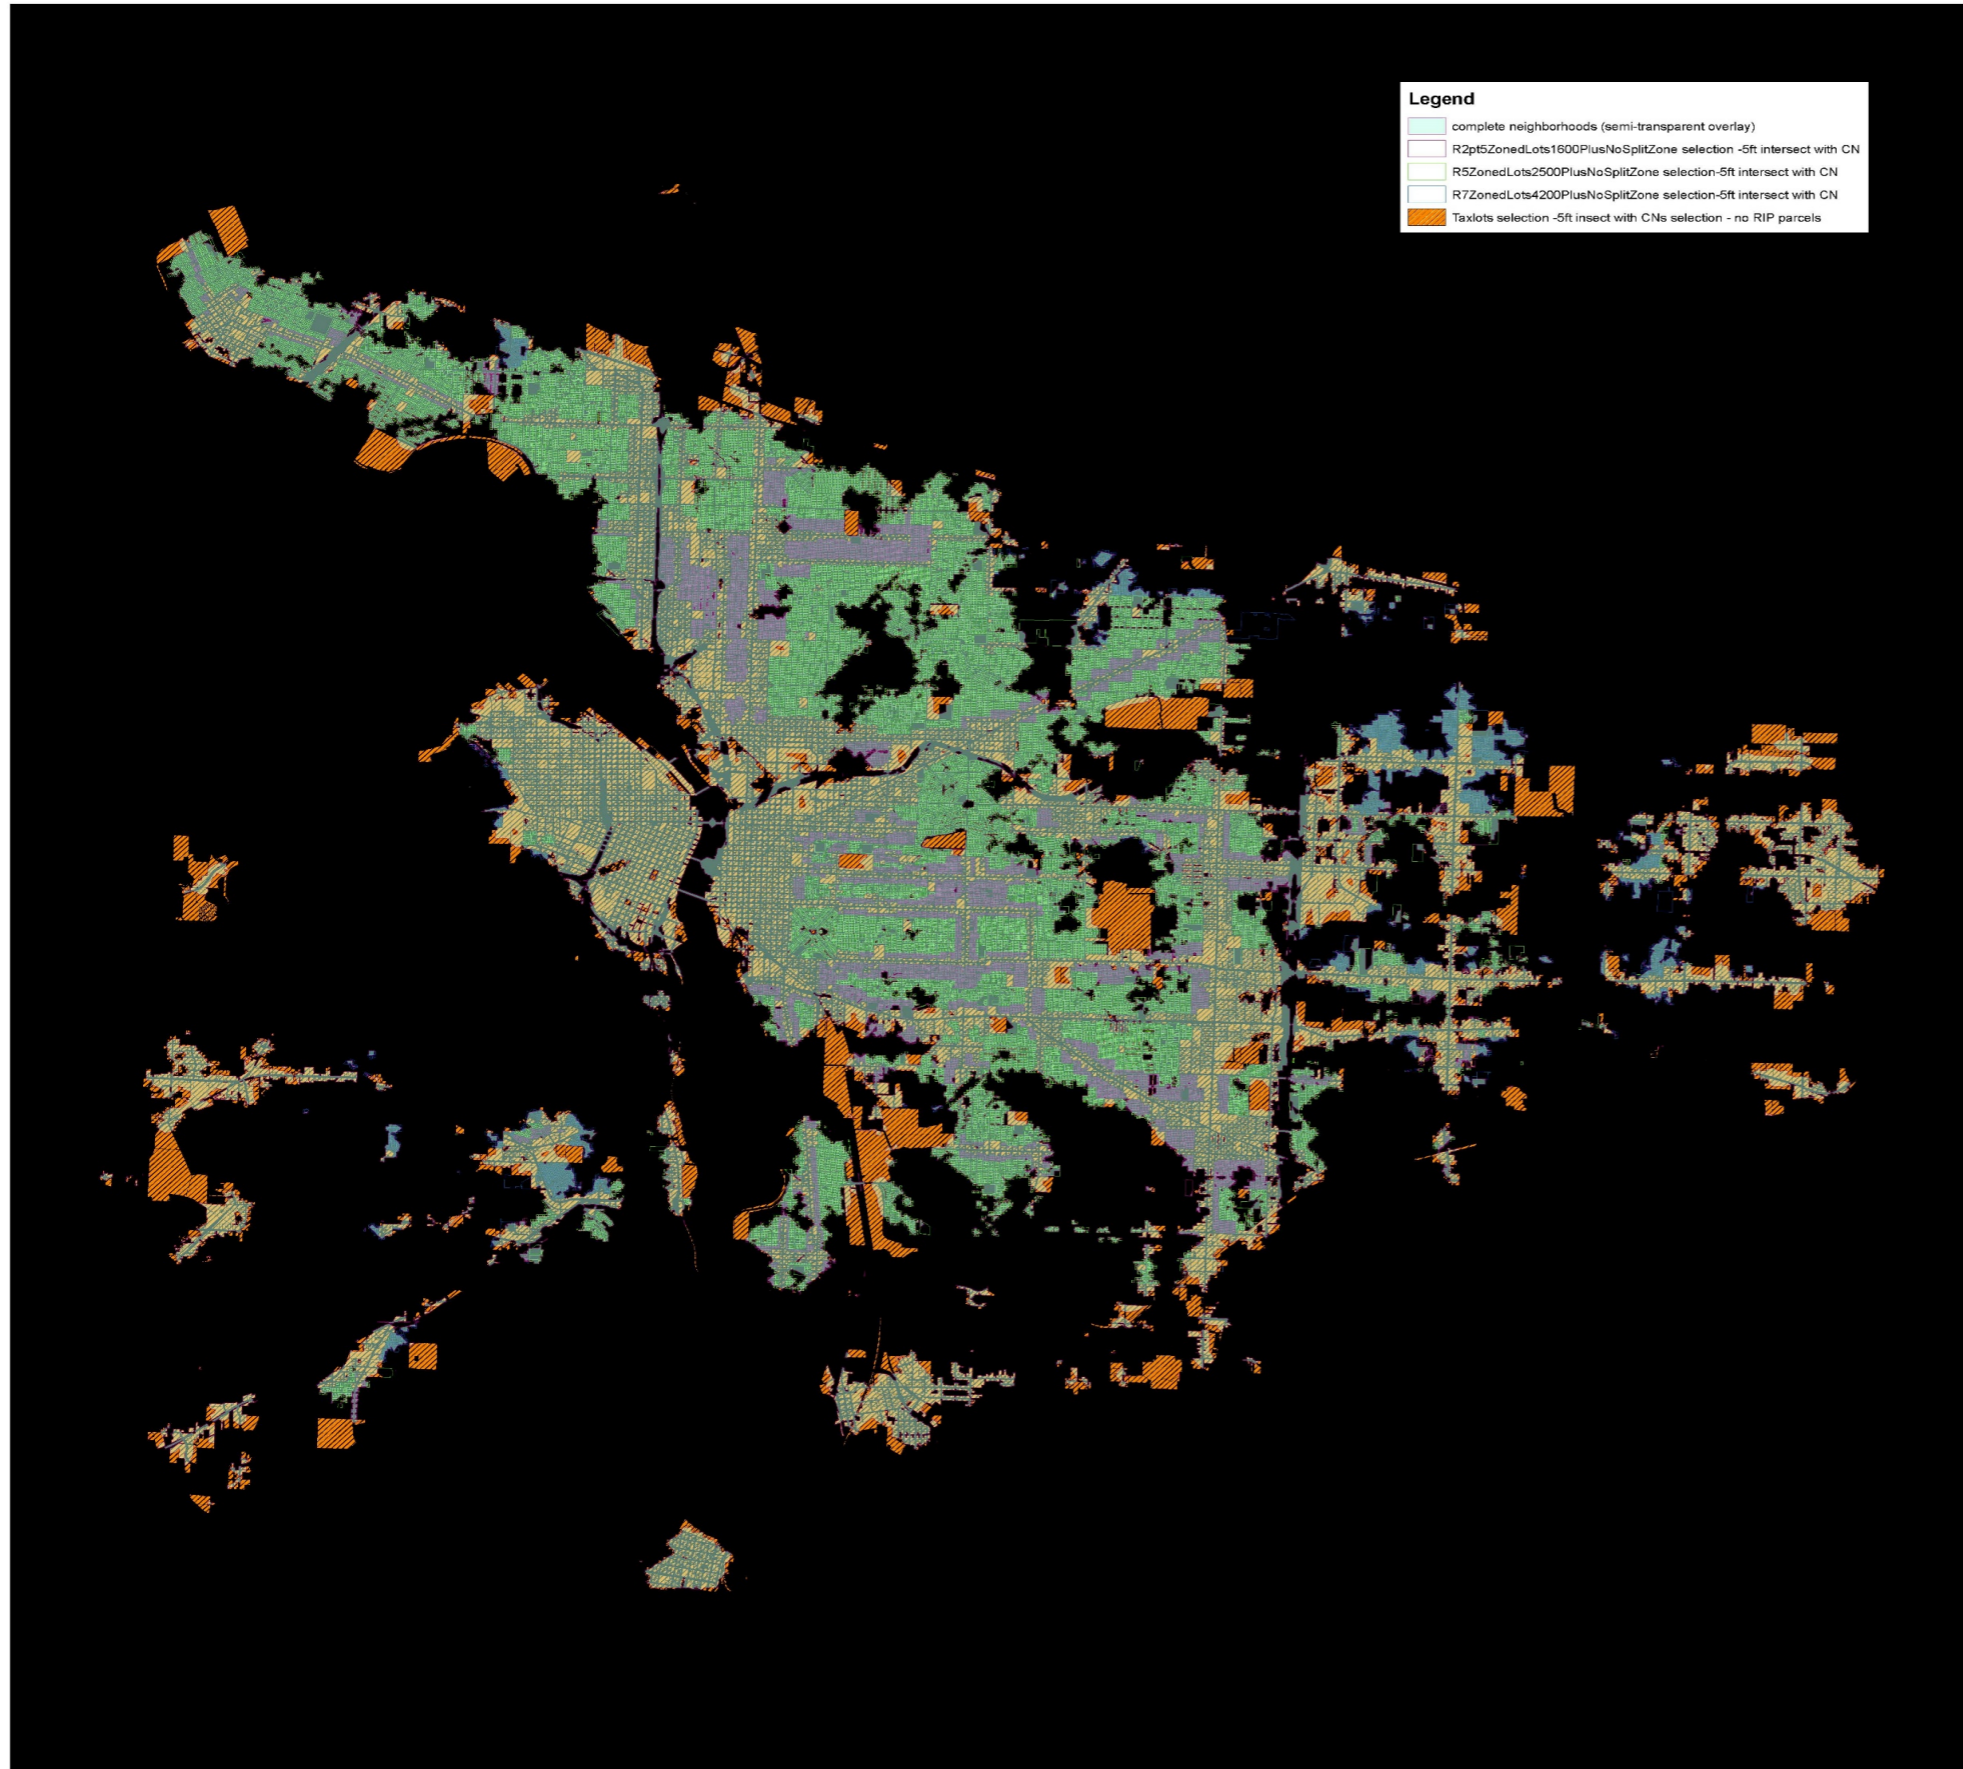 Legend
complete neighborhoods (semi-transparent overlay)
R2pt5ZonedLots1600PlusNoSplitZone selection -5ft intersect with CN
R5ZonedLots2500PlusNoSplitZone selection-5ft intersect with CN
R7ZonedLots4200PlusNoSplitZone selection-5ft intersect with CN
Taxlots selection -5ft insect with CNs selection - no RIP parcels